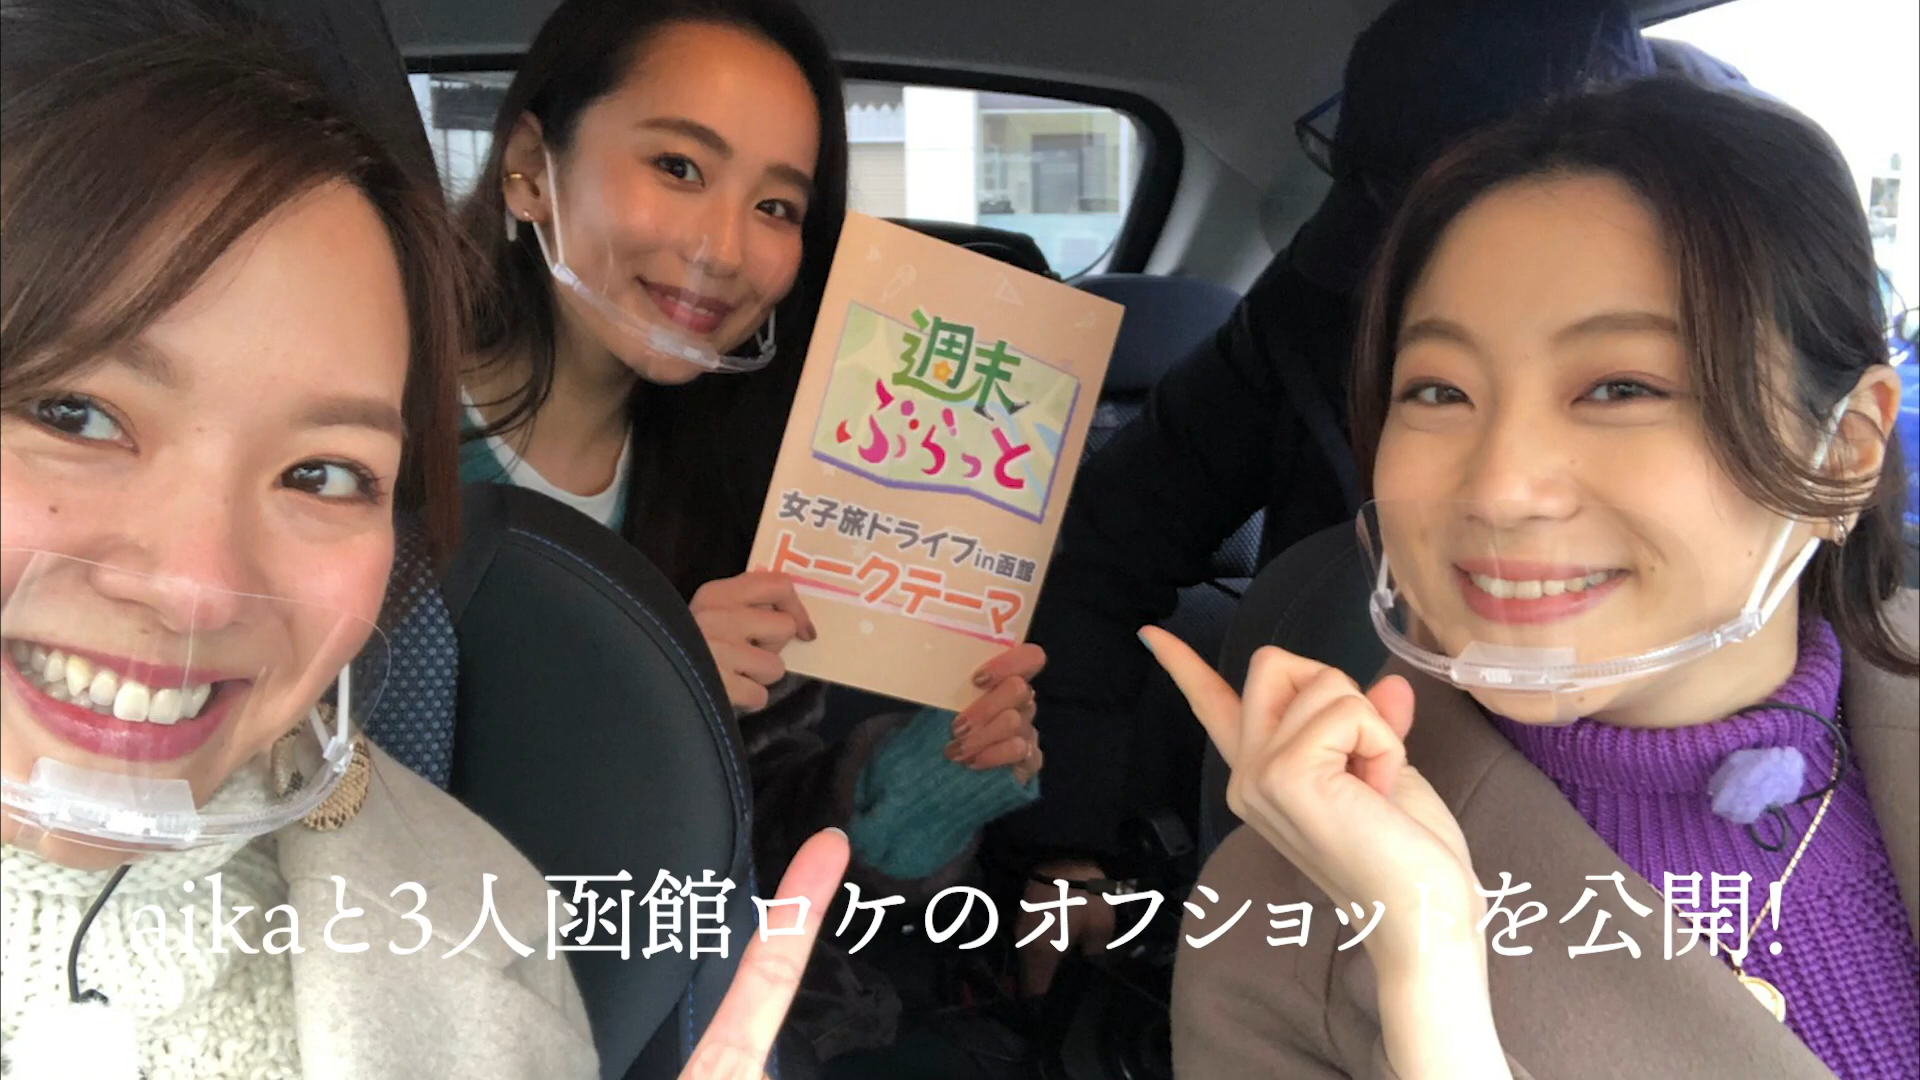 週末
ぶらっと
女子旅ドライブin函館
トークテーマ
aikaと3人函館ロケのオフショットを公開!